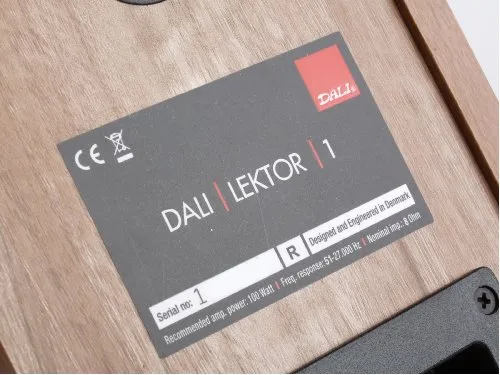 DALI
CE
DALI | LEKTOR | 1
Serial no: 1
R
Designed and Engineered in Denmark
Recommended amp. power: 100 Watt | Freq. response: 51-27.000 Hz | Nominal imp.: 8 Ohm